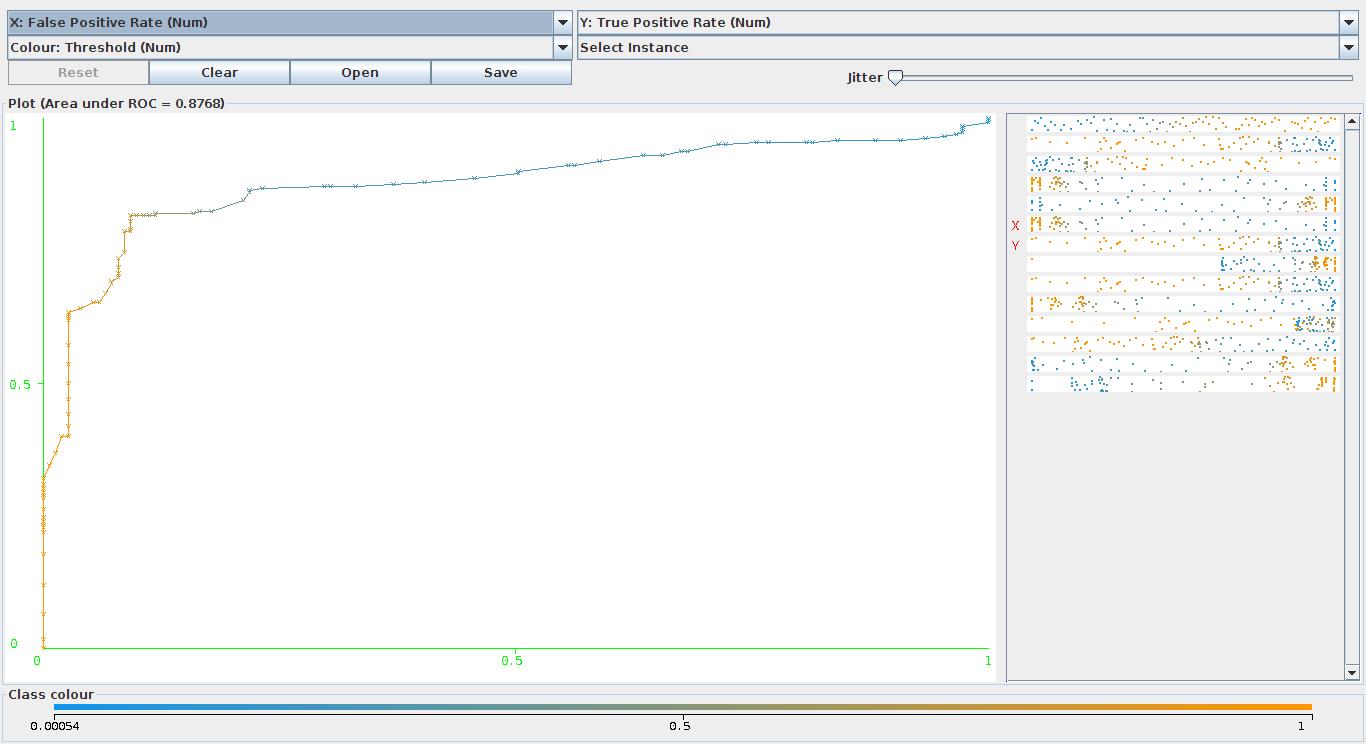 X: False Positive Rate (Num)
Y: True Positive Rate (Num)
Colour: Threshold (Num)
Select Instance
Reset
Clear
Open
Save
Jitter
Plot (Area under ROC = 0.8768)
1
0.5
0
0
0.5
1
X
Y
Class colour
0.00054
0.5
1